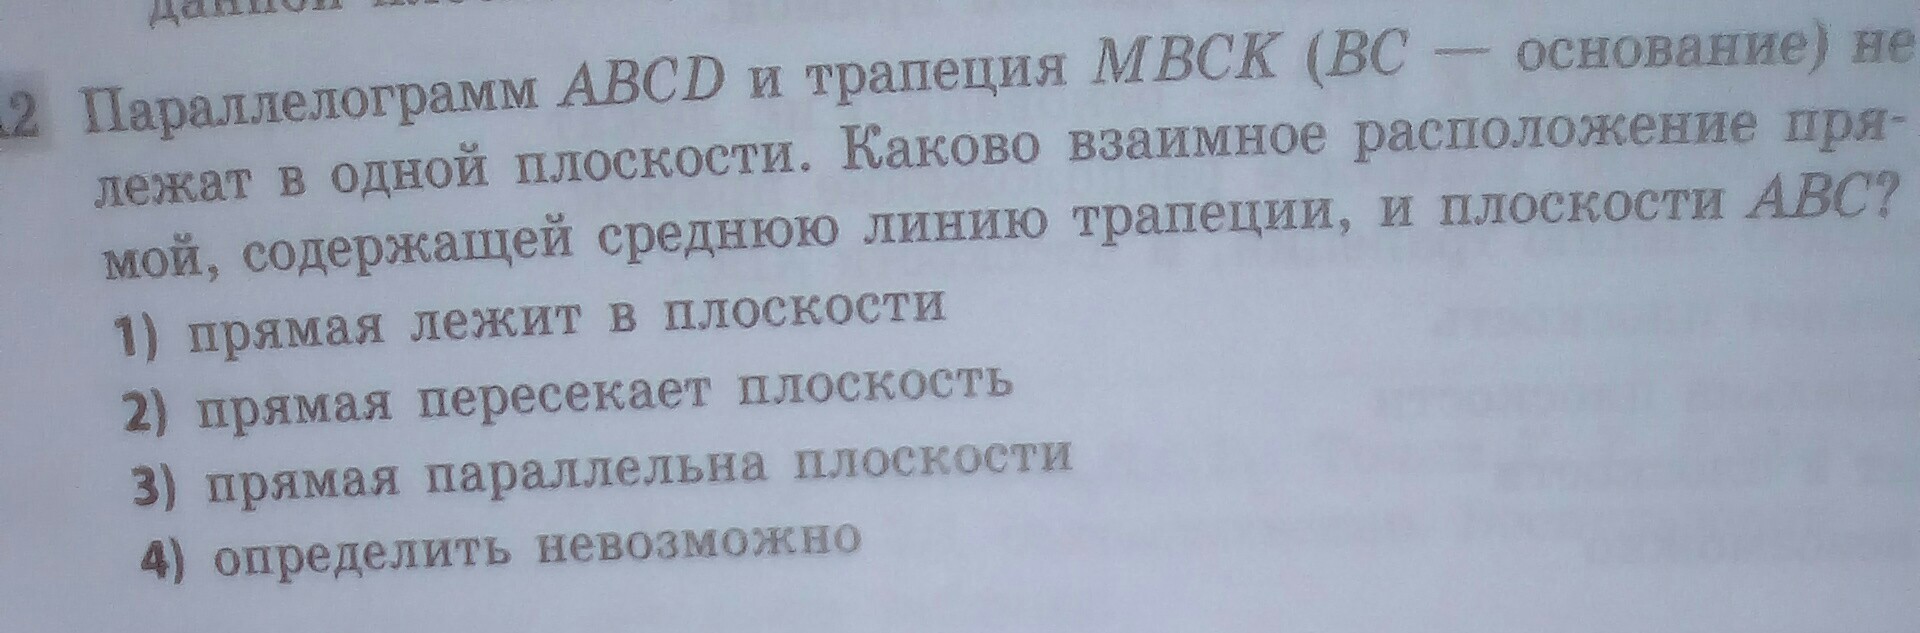 2 Параллелограмм ABCD и трапеция MBCK (BC — основание) не
лежат в одной плоскости. Каково взаимное расположение пря-
мой, содержащей среднюю линию трапеции, и плоскости ABC?
1) прямая лежит в плоскости
2) прямая пересекает плоскость
3) прямая параллельна плоскости
4) определить невозможно